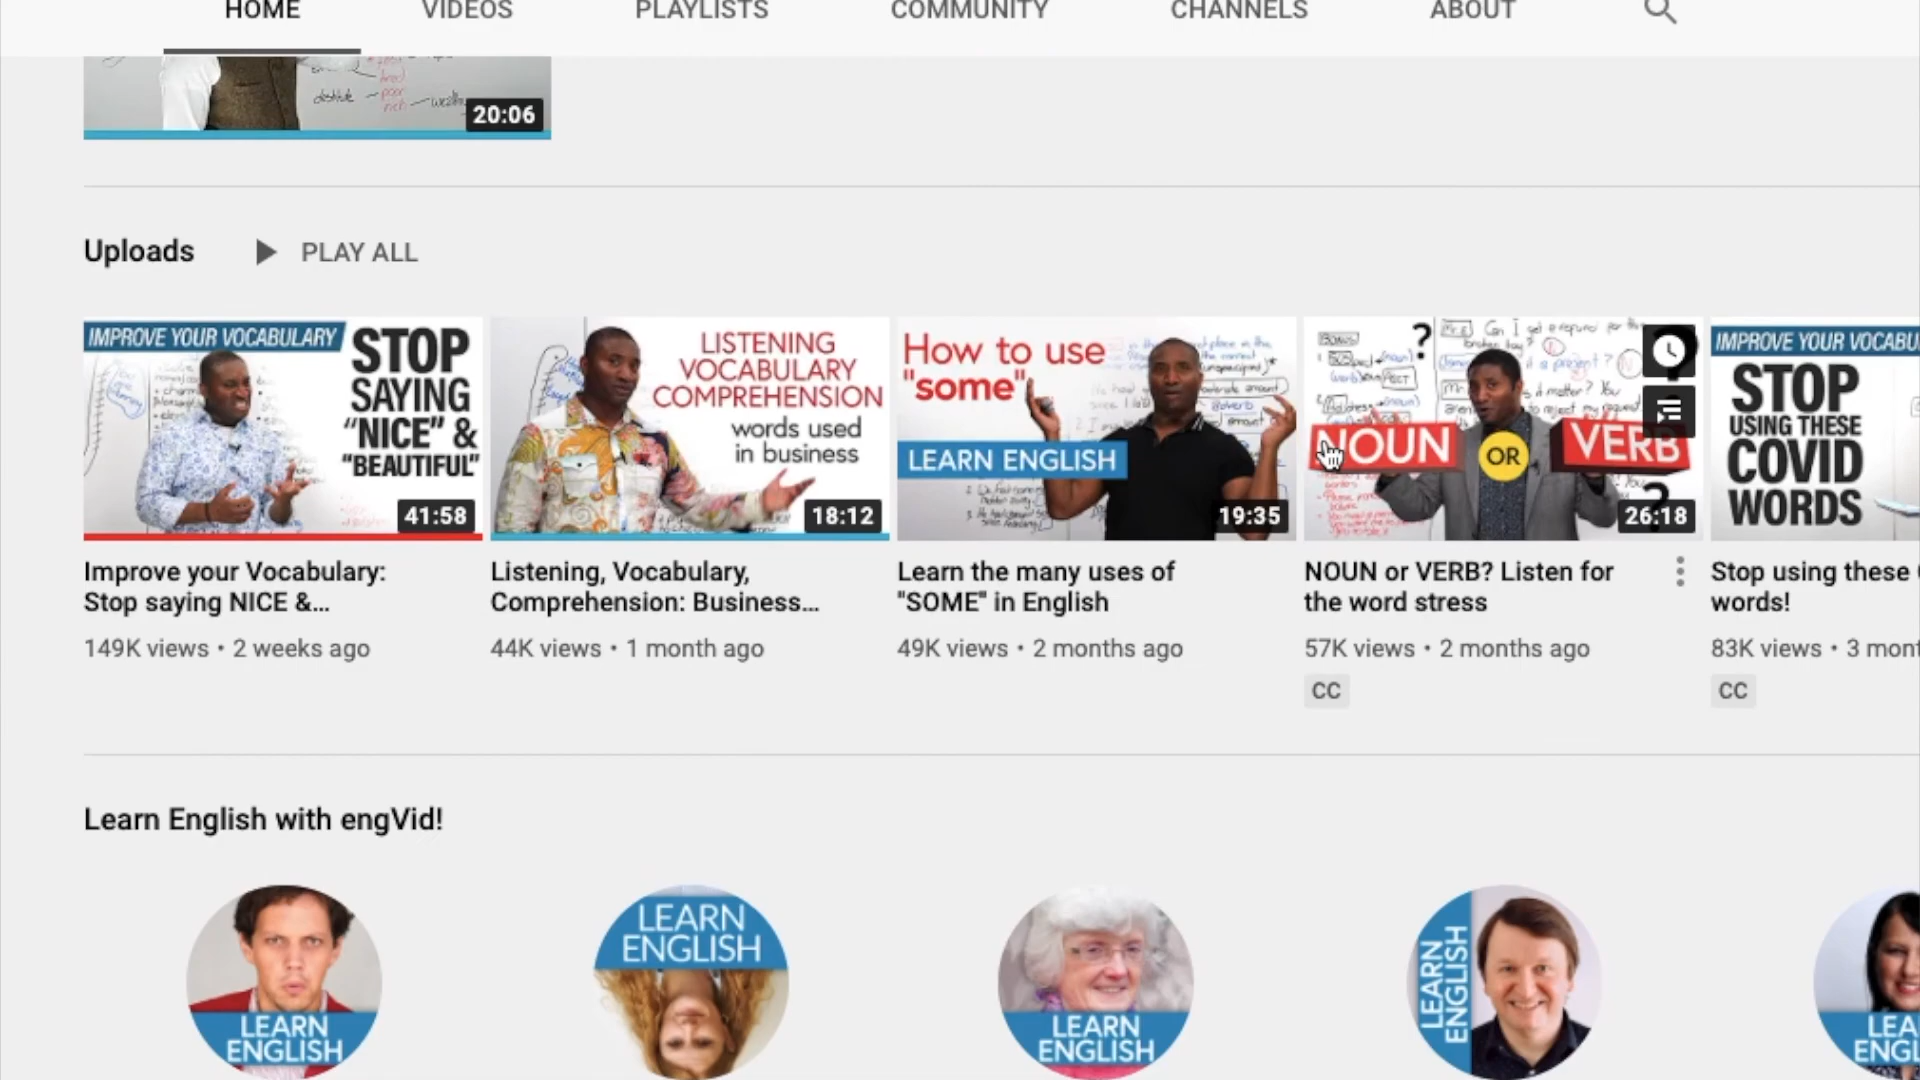 HOME VIDEOS PLAYLISTS COMMUNITY CHANNELS ABOUT
destitute poor
rich
20:06
Uploads PLAY ALL
IMPROVE YOUR VOCABULARY
STOP
SAYING
"NICE" &
"BEAUTIFUL"
41:58
LISTENING
VOCABULARY
COMPREHENSION
words used
in business
18:12
How to use
"some"
LEARN ENGLISH
19:35
?
NOUN OR VERB
?
26:18
IMPROVE YOUR VOCABU
STOP
USING THESE
COVID
WORDS
Improve your Vocabulary:
Stop saying NICE &...
149K views • 2 weeks ago
Listening, Vocabulary,
Comprehension: Business...
44K views • 1 month ago
Learn the many uses of
"SOME" in English
49K views • 2 months ago
NOUN or VERB? Listen for
the word stress
57K views • 2 months ago
CC
Stop using these
words!
83K views • 3 mont
CC
Learn English with engVid!
LEARN
ENGLISH
LEARN
ENGLISH
LEARN
ENGLISH
LEARN
ENGLISH
LEA
ENGL